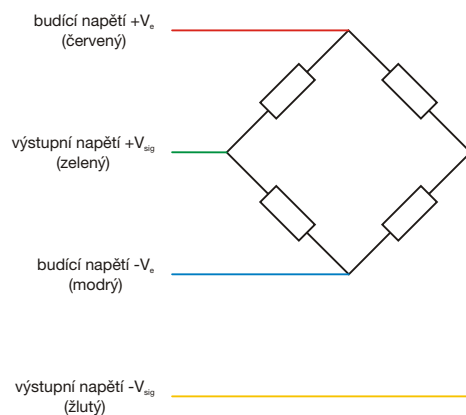 budící napětí +Ve
(červený)
výstupní napětí +Vsig
(zelený)
budící napětí -Ve
(modrý)
výstupní napětí -Vsig
(žlutý)